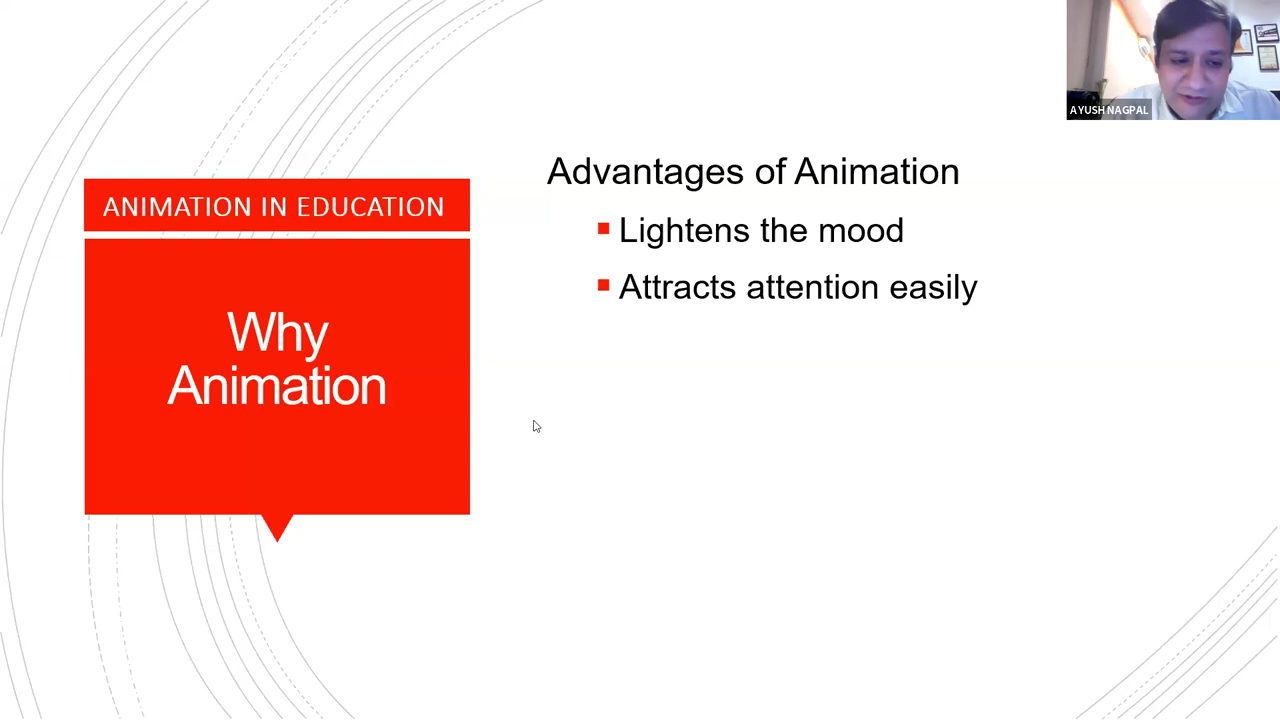 AYUSH NAGPAL
ANIMATION IN EDUCATION
Why
Animation
Advantages of Animation
Lightens the mood
Attracts attention easily